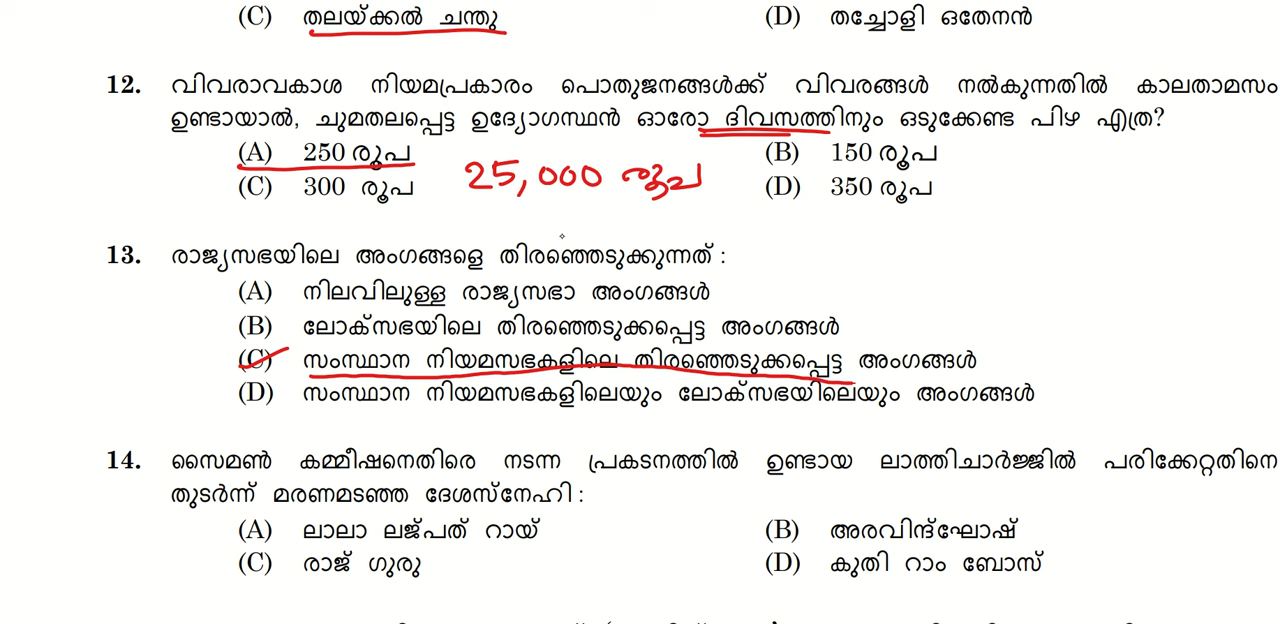 (C) തലയ്ക്കൽ ചന്തു (D) തച്ചോളി ഒതേനൻ
12. വിവരാവകാശ നിയമപ്രകാരം പൊതുജനങ്ങൾക്ക് വിവരങ്ങൾ നൽകുന്നതിൽ കാലതാമസം
ഉണ്ടായാൽ, ചുമതലപ്പെട്ട ഉദ്യോഗസ്ഥൻ ഓരോ ദിവസത്തിനും ഒടുക്കേണ്ട പിഴ എത്ര?
(A) 250 രൂപ (B) 150 രൂപ
(C) 300 രൂപ 25,000 രൂപ (D) 350 രൂപ
13. രാജ്യസഭയിലെ അംഗങ്ങളെ തിരഞ്ഞെടുക്കുന്നത് :
(A) നിലവിലുള്ള രാജ്യസഭാ അംഗങ്ങൾ
(B) ലോക്സഭയിലെ തിരഞ്ഞെടുക്കപ്പെട്ട അംഗങ്ങൾ
(C) സംസ്ഥാന നിയമസഭകളിലെ തിരഞ്ഞെടുക്കപ്പെട്ട അംഗങ്ങൾ
(D) സംസ്ഥാന നിയമസഭകളിലെയും ലോക്സഭയിലെയും അംഗങ്ങൾ
14. സൈമൺ കമ്മീഷനെതിരെ നടന്ന പ്രകടനത്തിൽ ഉണ്ടായ ലാത്തിചാർജ്ജിൽ പരിക്കേറ്റതിനെ
തുടർന്ന് മരണമടഞ്ഞ ദേശസ്നേഹി :
(A) ലാലാ ലജ്പത് റായ് (B) അരവിന്ദ്ഘോഷ്
(C) രാജ് ഗുരു (D) കുതി റാം ബോസ്